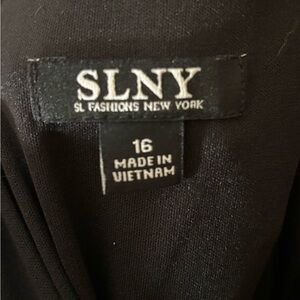 SLNY
SL FASHIONS NEW YORK
16
MADE IN
VIETNAM